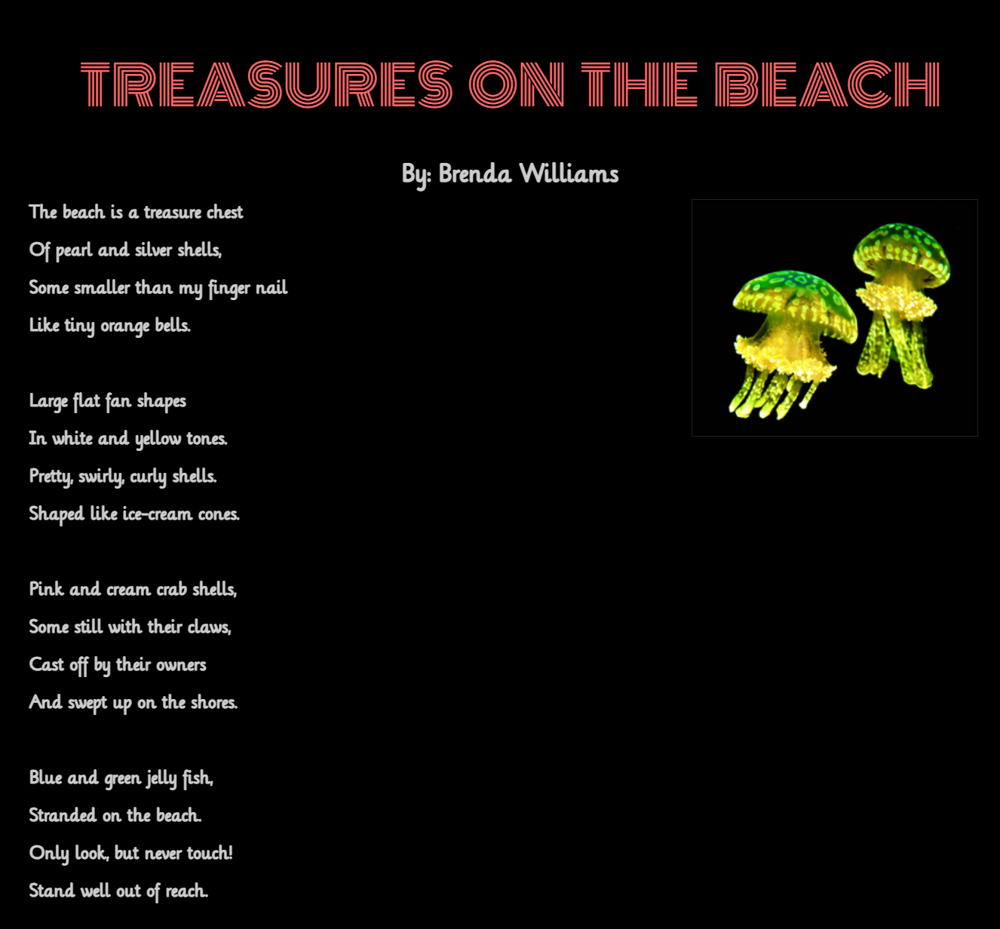 TREASURES ON THE BEACH
By: Brenda Williams
The beach is a treasure chest
Of pearl and silver shells,
Some smaller than my finger nail
Like tiny orange bells.
Large flat fan shapes
In white and yellow tones.
Pretty, swirly, curly shells.
Shaped like ice-cream cones.
Pink and cream crab shells,
Some still with their claws,
Cast off by their owners
And swept up on the shores.
Blue and green jelly fish,
Stranded on the beach.
Only look, but never touch!
Stand well out of reach.